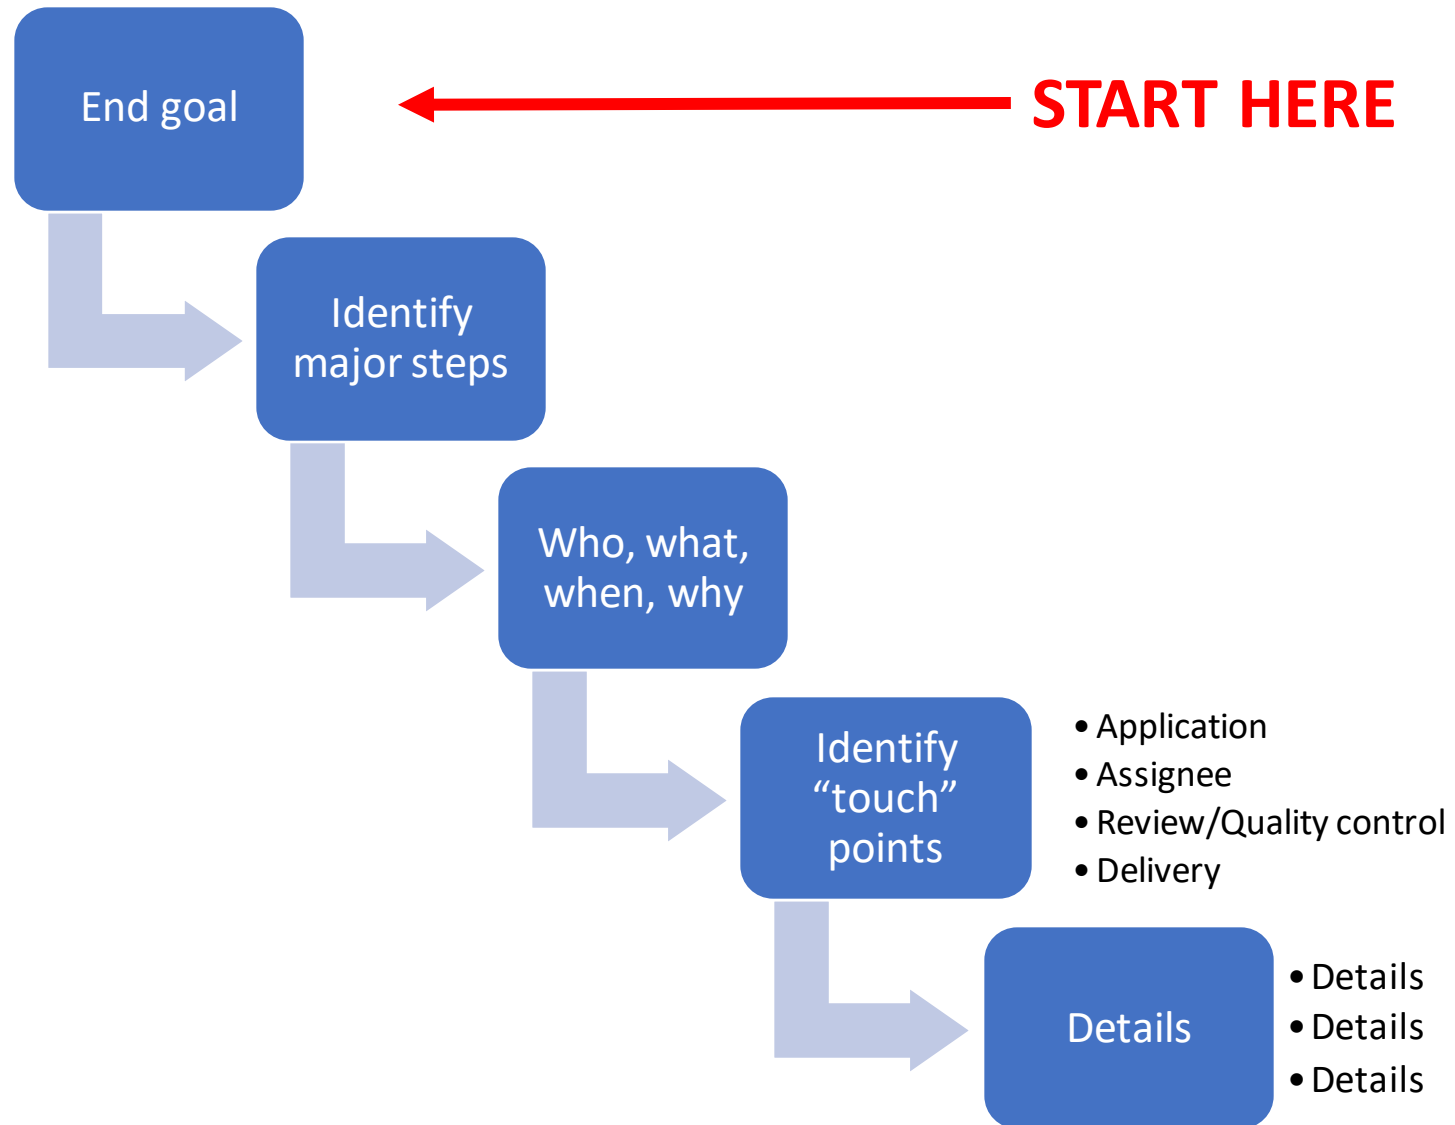 End goal
START HERE
Identify
major steps
Who, what,
when, why
Identify
“touch”
points
• Application
• Assignee
• Review/Quality control
• Delivery
Details
• Details
• Details
• Details